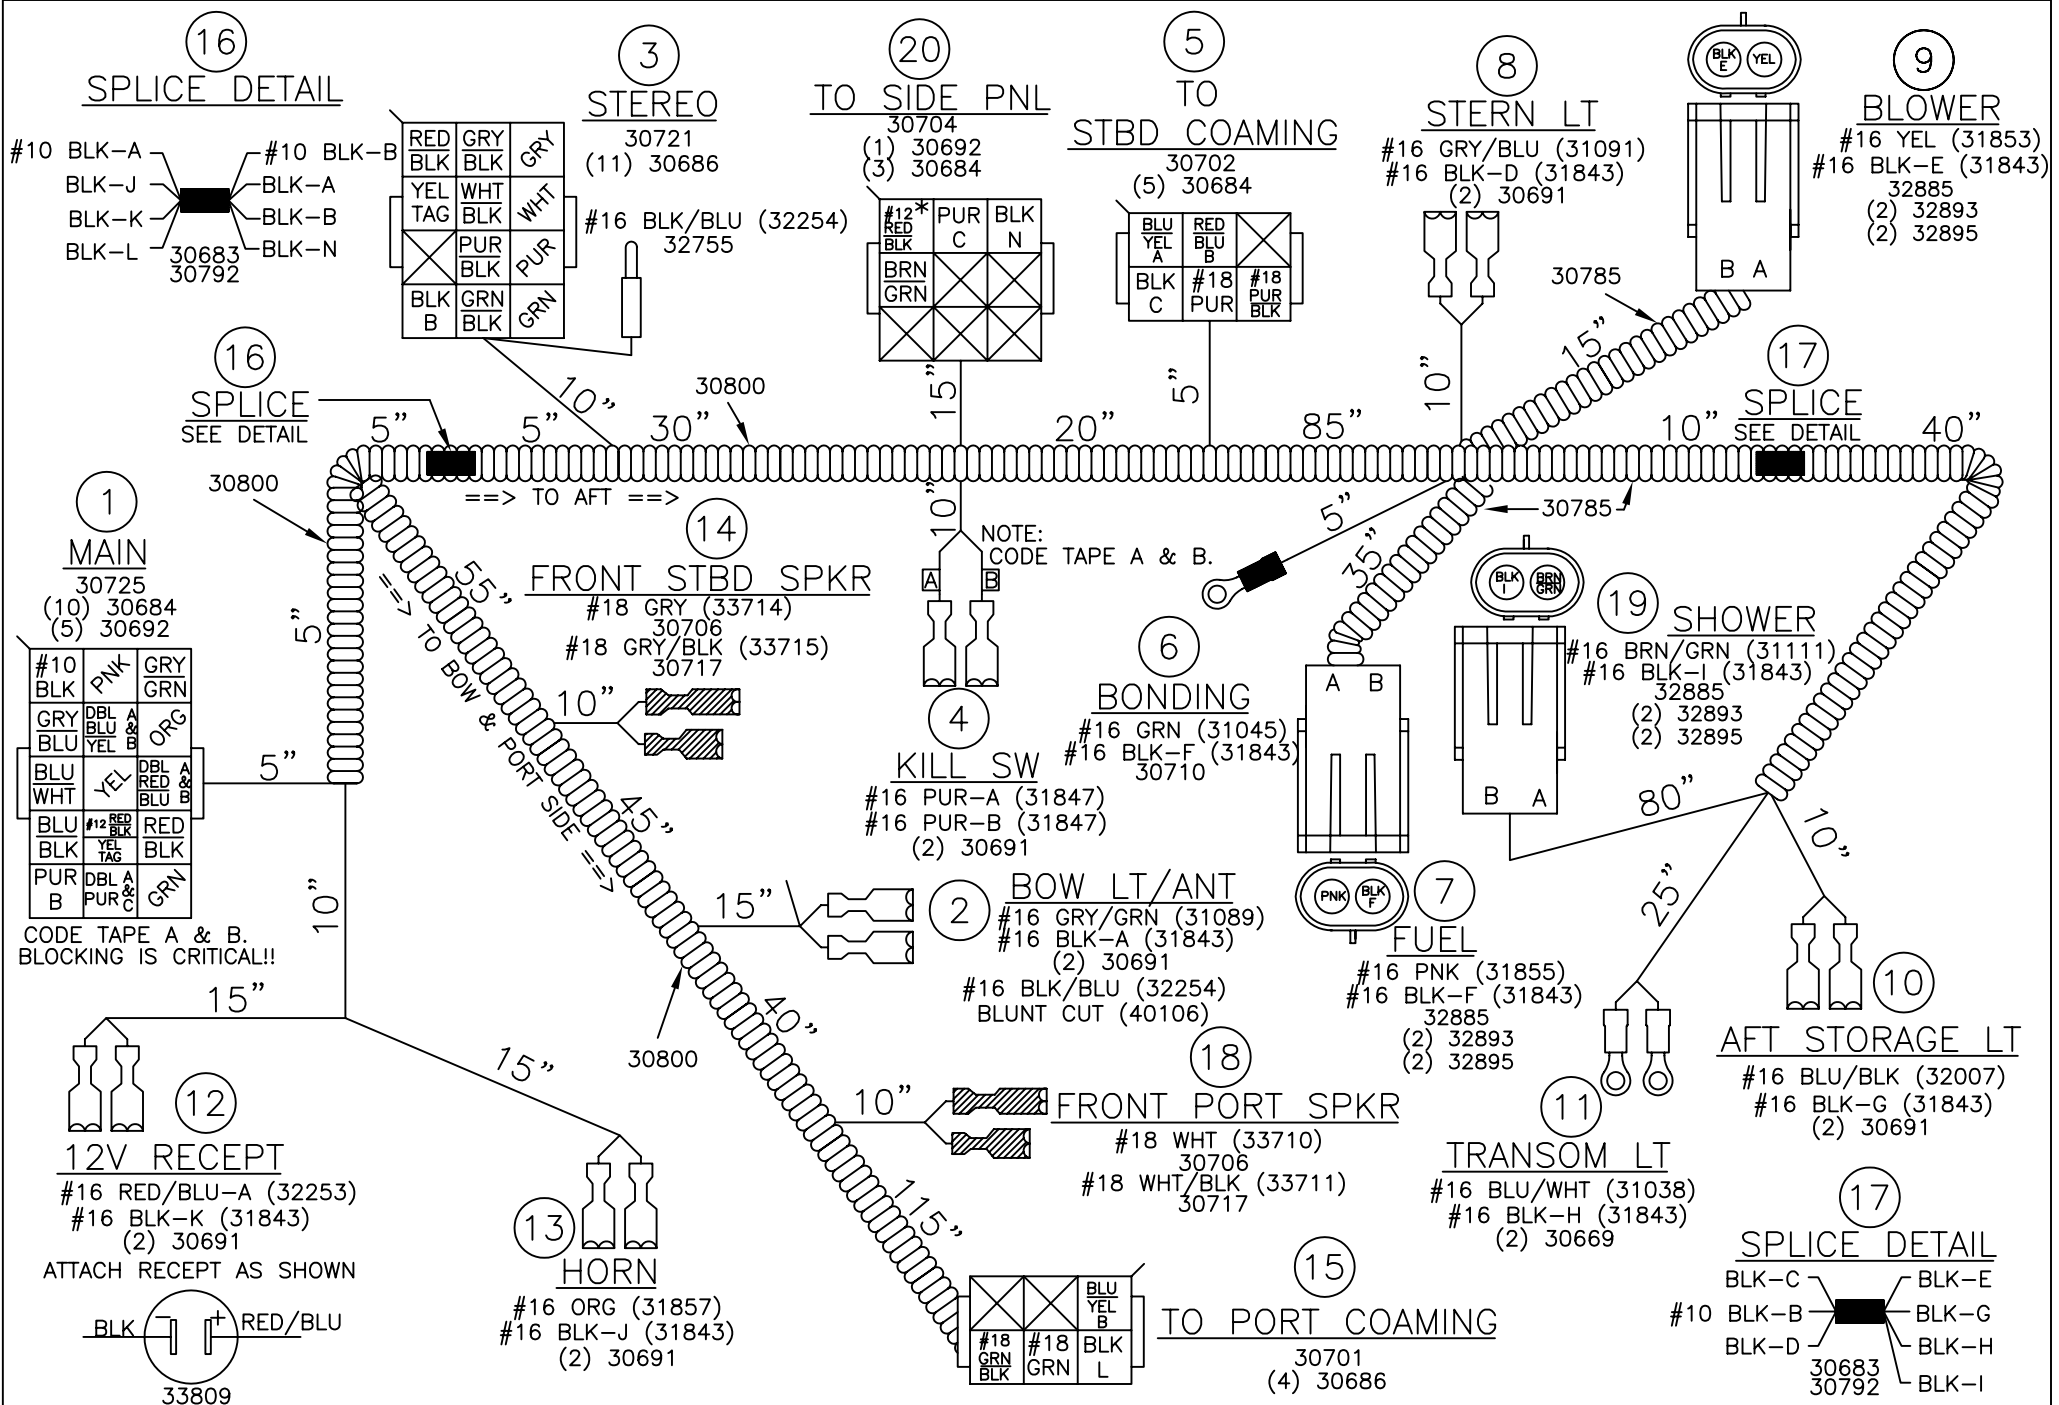 16
SPLICE DETAIL
#10 BLK-A
BLK-J
BLK-K
BLK-L
#10 BLK-B
BLK-A
BLK-B
BLK-N
30683
30792
3
STEREO
30721
(11) 30686
RED
BLK
GRY
BLK
GRY
YEL
TAG
WHT
BLK
WHT
PUR
BLK
PUR
BLK
B
GRN
BLK
GRN
#16 BLK/BLU (32254)
32755
10"
20
TO SIDE PNL
30704
(1) 30692
(3) 30684
#12*
RED
BLK
PUR
C
BLK
N
BRN
GRN
15"
5
TO
STBD COAMING
30702
(5) 30684
BLU
YEL
A
RED
BLU
B
BLK
C
#18
PUR
#18
PUR
BLK
5"
8
STERN LT
#16 GRY/BLU (31091)
#16 BLK-D (31843)
(2) 30691
10"
BLK
E
YEL
B A
9
BLOWER
#16 YEL (31853)
#16 BLK-E (31843)
32885
(2) 32893
(2) 32895
30785
15"
16
SPLICE
SEE DETAIL
5"
5"
30"
30800
20"
85"
10"
17
SPLICE
SEE DETAIL
40"
30800
==> TO AFT ==>
1
MAIN
30725
(10) 30684
(5) 30692
#10
BLK
PNK
GRY
GRN
GRY
BLU
DBL A
BLU &
YEL B
ORG
BLU
WHT
YEL
DBL A
RED &
BLU B
BLU
BLK
#12 RED
BLK
YEL
TAG
RED
BLK
PUR
B
DBL A
&
PUR C
GRN
CODE TAPE A & B.
BLOCKING IS CRITICAL!!
5"
5"
10"
15"
15"
55"
==> TO BOW & PORT SIDE ==>
14
FRONT STBD SPKR
#18 GRY (33714)
30706
#18 GRY/BLK (33715)
30717
10"
45"
10"
NOTE:
CODE TAPE A & B.
A
B
4
KILL SW
#16 PUR-A (31847)
#16 PUR-B (31847)
(2) 30691
5"
6
BONDING
#16 GRN (31045)
#16 BLK-F (31843)
30710
30785
35"
A B
PNK
BLK
F
7
FUEL
#16 PNK (31855)
#16 BLK-F (31843)
32885
(2) 32893
(2) 32895
BLK
I
BRN
GRN
B A
19
SHOWER
#16 BRN/GRN (31111)
#16 BLK-I (31843)
32885
(2) 32893
(2) 32895
80"
25"
10"
15"
2
BOW LT/ANT
#16 GRY/GRN (31089)
#16 BLK-A (31843)
(2) 30691
#16 BLK/BLU (32254)
BLUNT CUT (40106)
30800
40"
10"
18
FRONT PORT SPKR
#18 WHT (33710)
30706
#18 WHT/BLK (33711)
30717
115"
10
AFT STORAGE LT
#16 BLU/BLK (32007)
#16 BLK-G (31843)
(2) 30691
11
TRANSOM LT
#16 BLU/WHT (31038)
#16 BLK-H (31843)
(2) 30669
12
12V RECEPT
#16 RED/BLU-A (32253)
#16 BLK-K (31843)
(2) 30691
ATTACH RECEPT AS SHOWN
BLK
-
+
RED/BLU
33809
13
HORN
#16 ORG (31857)
#16 BLK-J (31843)
(2) 30691
BLU
YEL
B
#18
GRN
BLK
#18
GRN
BLK
L
15
TO PORT COAMING
30701
(4) 30686
17
SPLICE DETAIL
BLK-C
#10 BLK-B
BLK-D
BLK-E
BLK-G
BLK-H
BLK-I
30683
30792